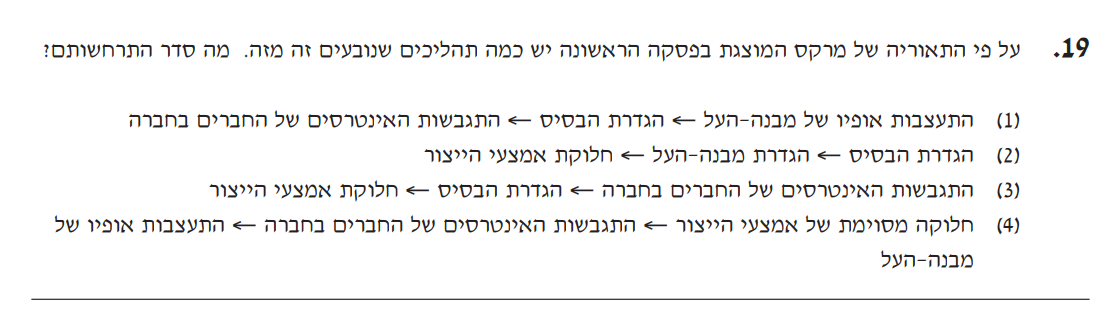 19. על פי התאוריה של מרקס המוצגת בפסקה הראשונה יש כמה תהליכים שנובעים זה מזה. מה סדר התרחשותם?
(1) התעצבות אופיו של מבנה-העל ← הגדרת הבסיס ← התגבשות האינטרסים של החברים בחברה
(2) הגדרת הבסיס ← הגדרת מבנה-העל ← חלוקת אמצעי הייצור
(3) התגבשות האינטרסים של החברים בחברה ← הגדרת הבסיס ← חלוקת אמצעי הייצור
(4) חלוקה מסוימת של אמצעי הייצור ← התגבשות האינטרסים של החברים בחברה ← התעצבות אופיו של
מבנה-העל